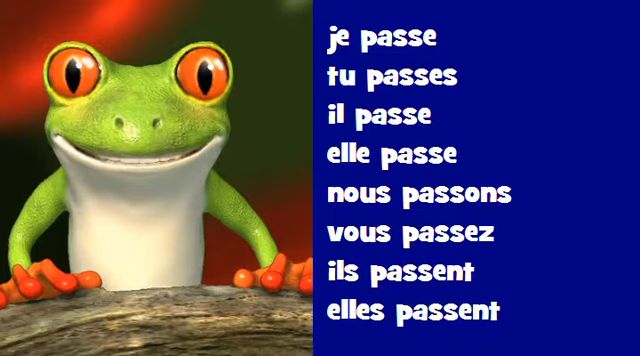 je passe
tu passes
il passe
elle passe
nous passons
vous passez
ils passent
elles passent